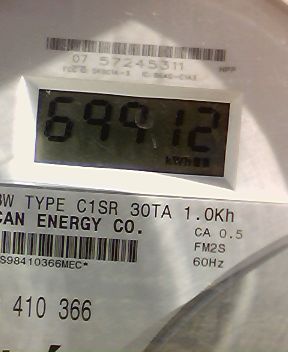 07 57245311
69912
kWh
3W TYPE C1SR 30TA 1.0Kh
CAN ENERGY CO.
CA 0.5
FM2S
60Hz
S98410366MEC*
410 366